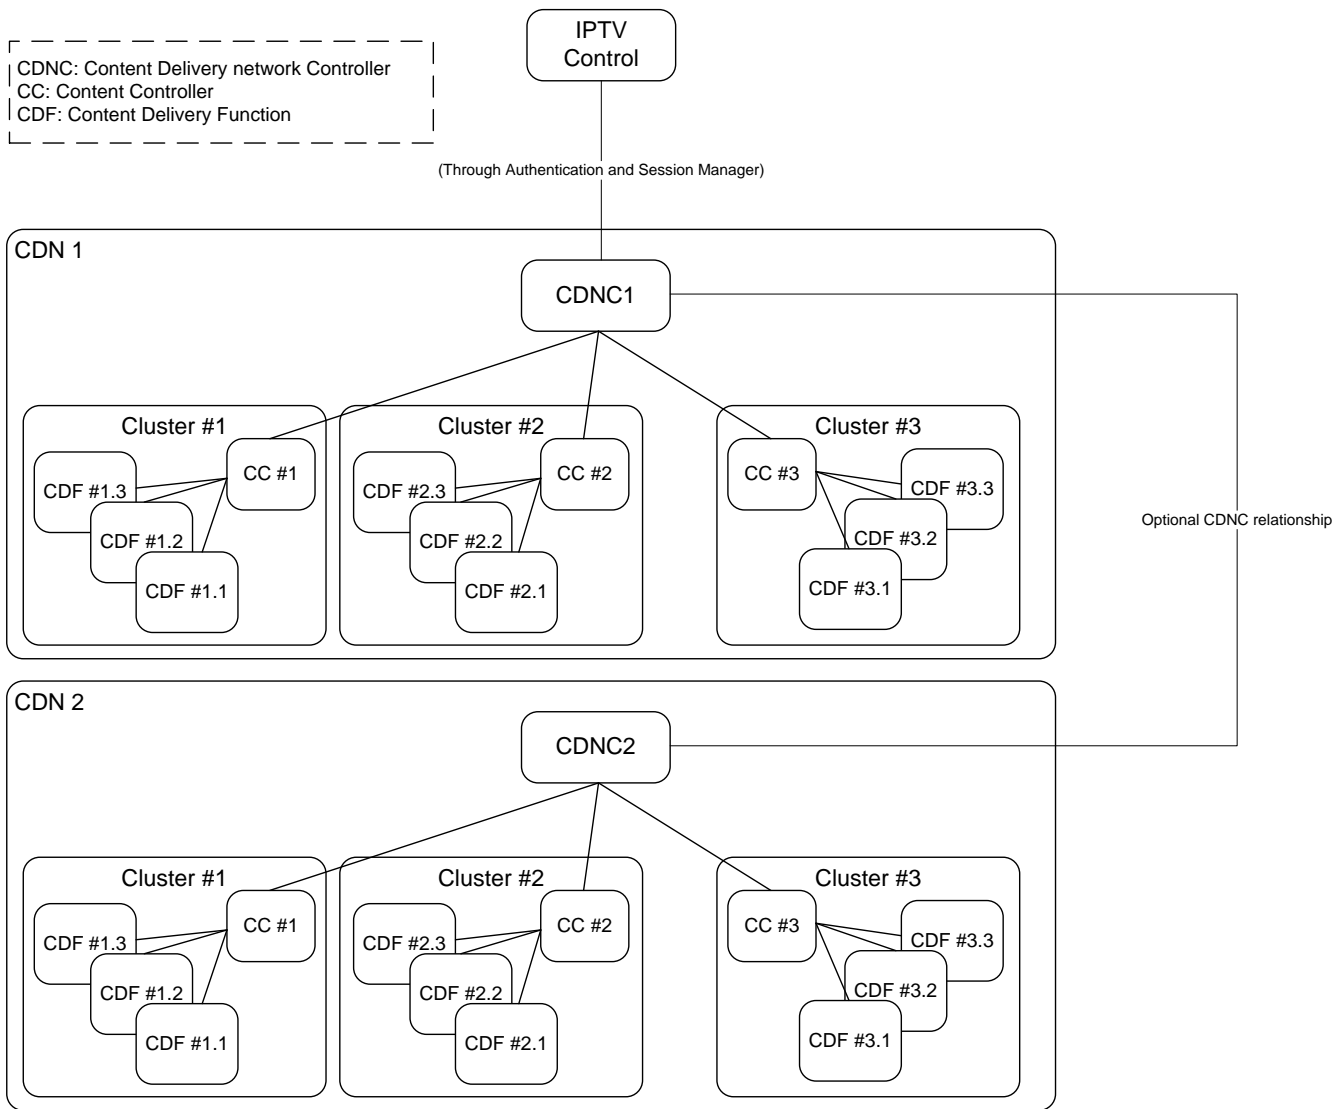 IPTV
Control
CDNC: Content Delivery network Controller
CC: Content Controller
CDF: Content Delivery Function
(Through Authentication and Session Manager)
CDN 1
CDNC1
Cluster #1
Cluster #2
Cluster #3
CC #1
CDF #1.3
CDF #1.2
CDF #1.1
CC #2
CDF #2.3
CDF #2.2
CDF #2.1
CC #3
CDF #3.3
CDF #3.2
CDF #3.1
Optional CDNC relationship
CDN 2
CDNC2
Cluster #1
Cluster #2
Cluster #3
CC #1
CDF #1.3
CDF #1.2
CDF #1.1
CC #2
CDF #2.3
CDF #2.2
CDF #2.1
CC #3
CDF #3.3
CDF #3.2
CDF #3.1